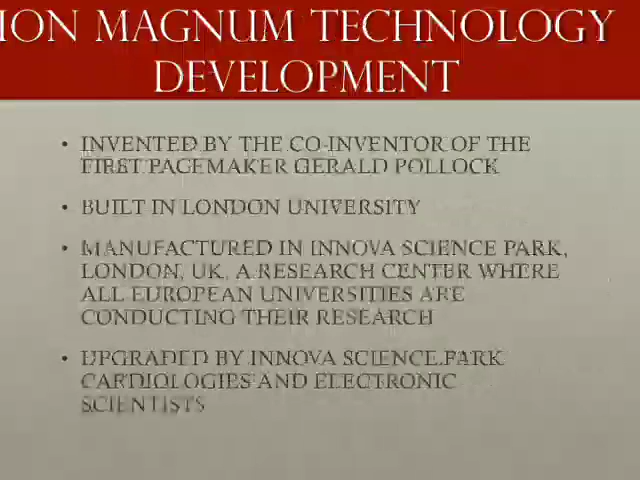 ION MAGNUM TECHNOLOGY
DEVELOPMENT
• INVENTED BY THE CO-INVENTOR OF THE
FIRST PACEMAKER GERALD POLLOCK
• BUILT IN LONDON UNIVERSITY
• MANUFACTURED IN INNOVA SCIENCE PARK,
LONDON, UK, A RESEARCH CENTER WHERE
ALL EUROPEAN UNIVERSITIES ARE
CONDUCTING THEIR RESEARCH
• UPGRADED BY INNOVA SCIENCE PARK
CARDIOLOGIES AND ELECTRONIC
SCIENTISTS